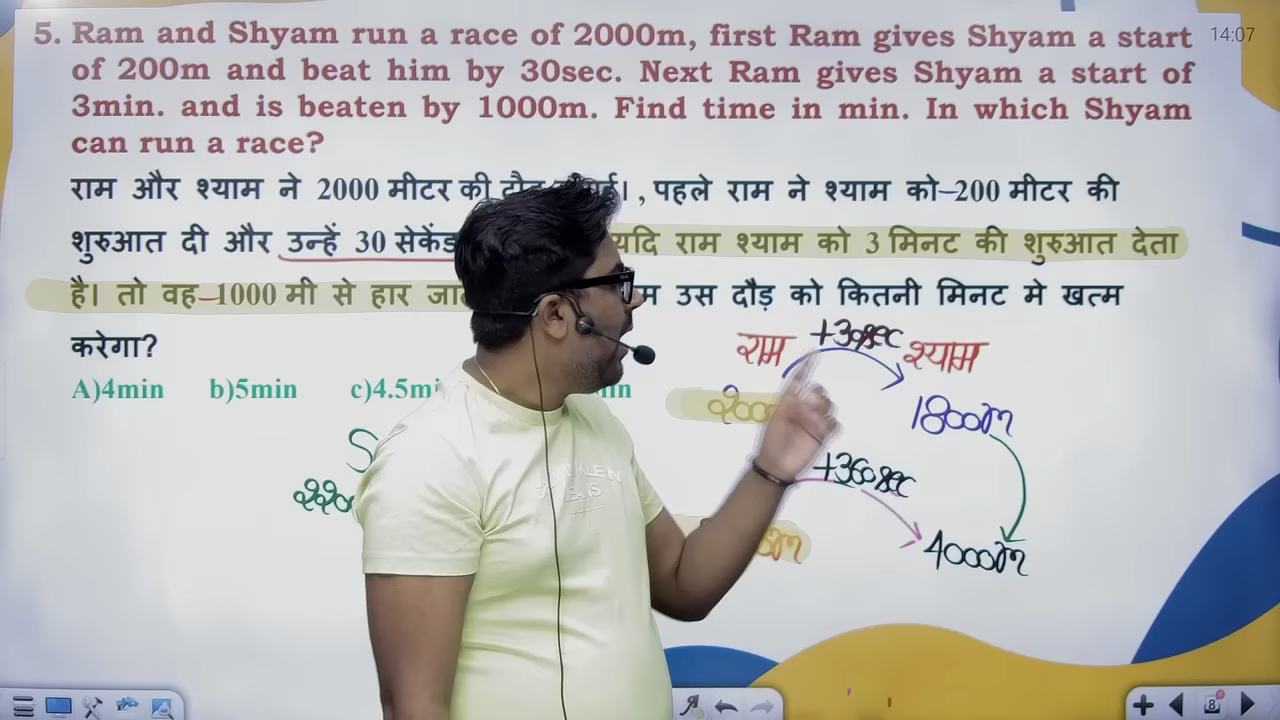 5. Ram and Shyam run a race of 2000m, first Ram gives Shyam a start
14:07
of 200m and beat him by 30sec. Next Ram gives Shyam a start of
3min. and is beaten by 1000m. Find time in min. In which Shyam
can run a race?
राम और श्याम ने 2000 मीटर की , पहले राम ने श्याम को 200 मीटर की
शुरुआत दी और उन्हें 30 सेकेंड यदि राम श्याम को 3 मिनट की शुरुआत देता
है। तो वह 1000 मी से हार उस दौड़ को कितनी मिनट मे खत्म
करेगा?
राम +30sec श्याम
A)4min b)5min c)4.5mi
1800m
+360sec
4000m
8